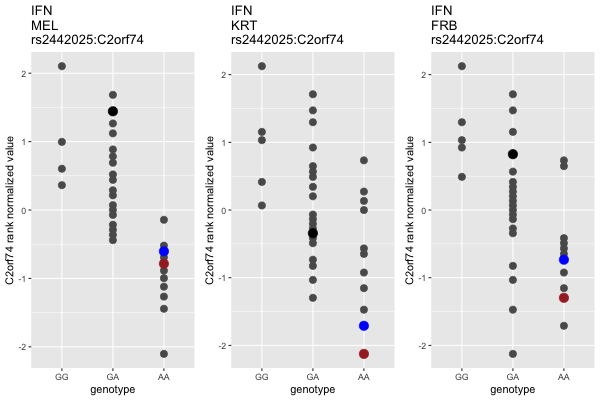 IFN
MEL
rs2442025:C2orf74
C2orf74 rank normalized value
2
1
0
-1
-2
GG GA AA
genotype
IFN
KRT
rs2442025:C2orf74
C2orf74 rank normalized value
2
1
0
-1
-2
GG GA AA
genotype
IFN
FRB
rs2442025:C2orf74
C2orf74 rank normalized value
2
1
0
-1
-2
GG GA AA
genotype